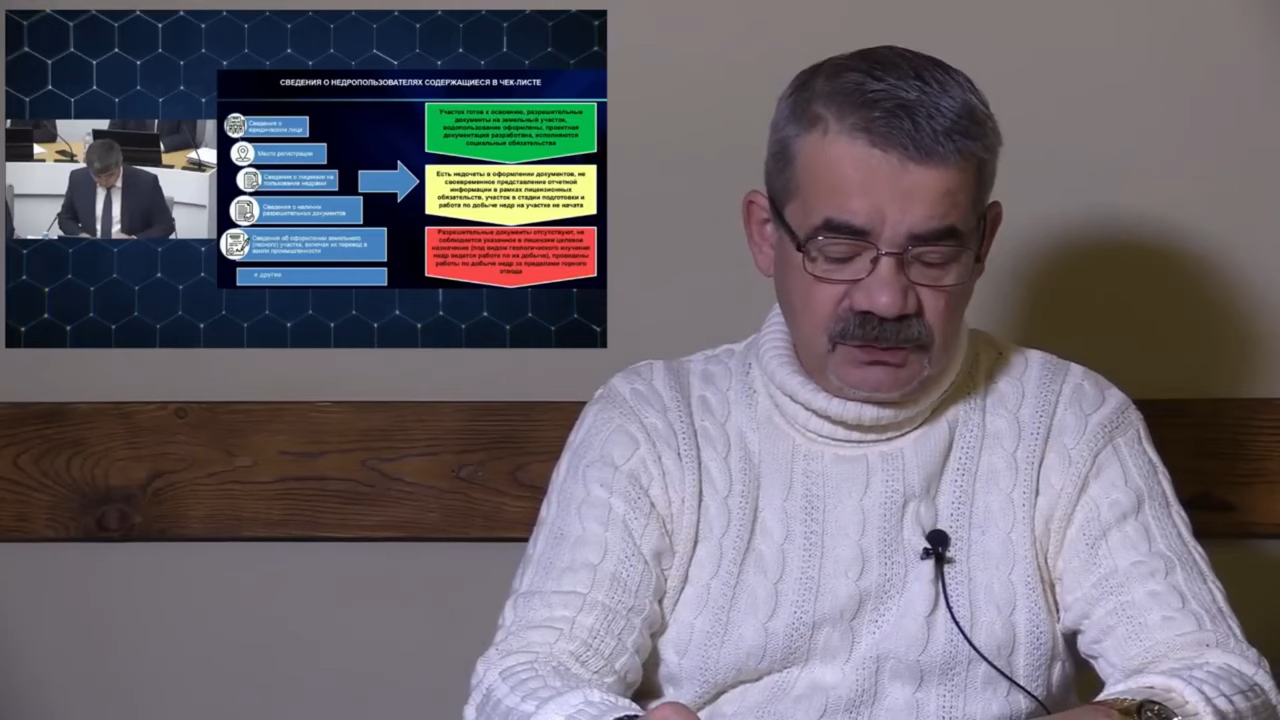 СВЕДЕНИЯ О НЕДРОПОЛЬЗОВАТЕЛЯХ СОДЕРЖАЩИЕСЯ В ЧЕК-ЛИСТЕ
Сведения о
юридическом лице
Место регистрации
Сведения о лицензии на
пользование недрами
Сведения о наличии
разрешительных документов
Сведения об оформлении земельного
(лесного) участка, включая их перевод в
земли промышленности
и другие
Участок готов к освоению, разрешительные
документы на земельный участок,
водопользование оформлены, проектная
документация разработана, исполняются
социальные обязательства
Есть недочеты в оформлении документов, не
своевременное представление отчетной
информации в рамках лицензионных
обязательств, участок в стадии подготовки и
работа по добыче недр на участке не начата
Разрешительные документы отсутствуют, не
соблюдается указанное в лицензии целевое
назначение (под видом геологического изучения
недр ведется работа по их добыче), проведены
работы по добыче недр за пределами горного
отвода